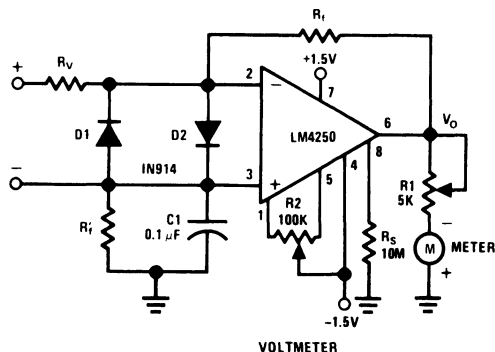 Rf
+1.5V
+
RV
2
−
7
D1
D2
LM4250
6
VO
−
IN914
3
+
5
4
8
R1
5K
1
R2
100K
R'f
C1
0.1 µF
RS
10M
−
M
METER
+
−1.5V
VOLTMETER